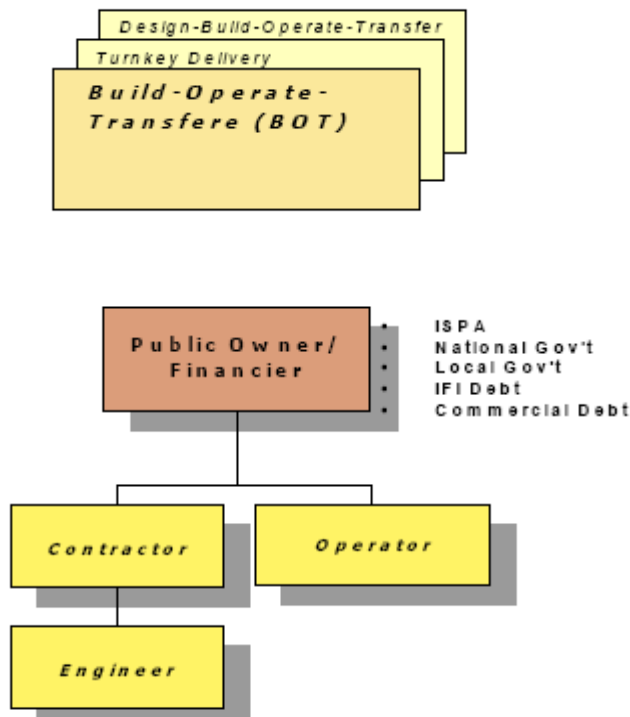 Design-Build-Operate-Transfer
Turnkey Delivery
Build-Operate-
Transfere (BOT)
Public Owner/
Financier
• ISPA
• National Gov't
• Local Gov't
• IFI Debt
• Commercial Debt
Contractor
Operator
Engineer